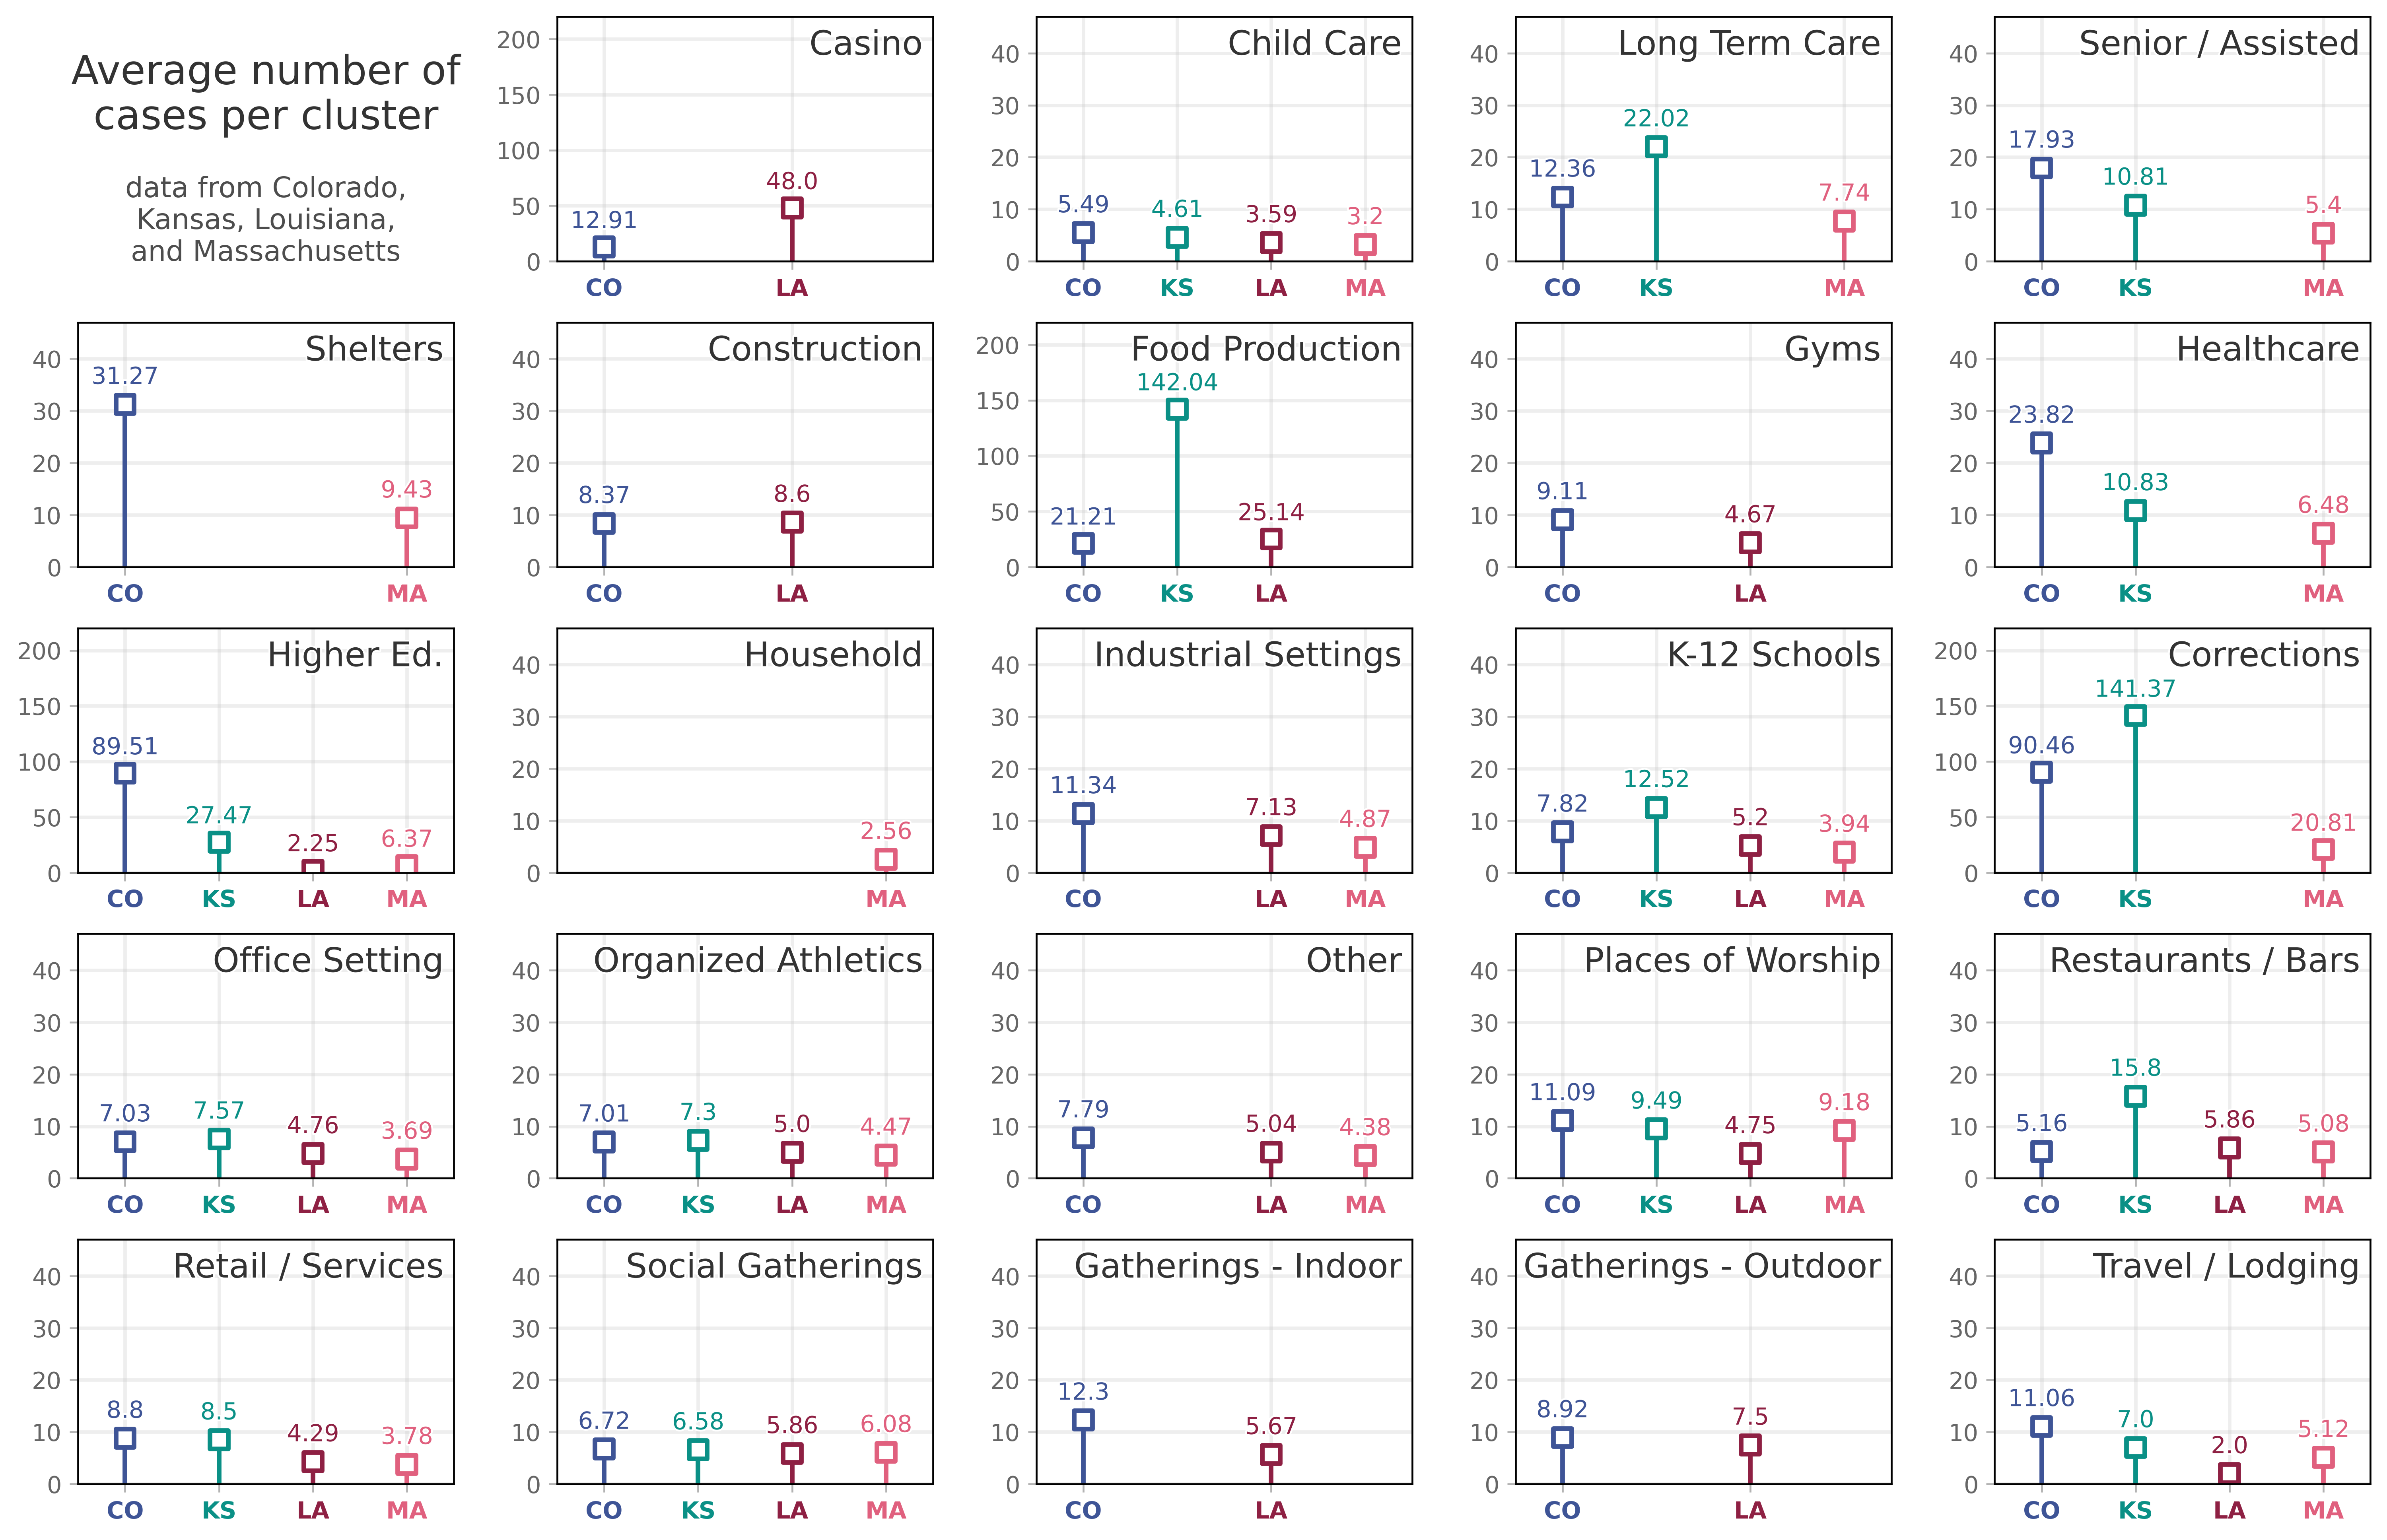 Average number of
cases per cluster
data from Colorado,
Kansas, Louisiana,
and Massachusetts
Casino
200
150
100
50
0
12.91
48.0
CO LA
Child Care
40
30
20
10
0
5.49 4.61 3.59 3.2
CO KS LA MA
Long Term Care
40
30
20
10
0
12.36 22.02 7.74
CO KS MA
Senior / Assisted
40
30
20
10
0
17.93 10.81 5.4
CO KS MA
Shelters
40
30
20
10
0
31.27 9.43
CO MA
Construction
40
30
20
10
0
8.37 8.6
CO LA
Food Production
200
150
100
50
0
21.21 142.04 25.14
CO KS LA
Gyms
40
30
20
10
0
9.11 4.67
CO LA
Healthcare
40
30
20
10
0
23.82 10.83 6.48
CO KS MA
Higher Ed.
200
150
100
50
0
89.51 27.47 2.25 6.37
CO KS LA MA
Household
40
30
20
10
0
2.56
MA
Industrial Settings
40
30
20
10
0
11.34 7.13 4.87
CO LA MA
K-12 Schools
40
30
20
10
0
7.82 12.52 5.2 3.94
CO KS LA MA
Corrections
200
150
100
50
0
90.46 141.37 20.81
CO KS MA
Office Setting
40
30
20
10
0
7.03 7.57 4.76 3.69
CO KS LA MA
Organized Athletics
40
30
20
10
0
7.01 7.3 5.0 4.47
CO KS LA MA
Other
40
30
20
10
0
7.79 5.04 4.38
CO LA MA
Places of Worship
40
30
20
10
0
11.09 9.49 4.75 9.18
CO KS LA MA
Restaurants / Bars
40
30
20
10
0
5.16 15.8 5.86 5.08
CO KS LA MA
Retail / Services
40
30
20
10
0
8.8 8.5 4.29 3.78
CO KS LA MA
Social Gatherings
40
30
20
10
0
6.72 6.58 5.86 6.08
CO KS LA MA
Gatherings - Indoor
40
30
20
10
0
12.3 5.67
CO LA
Gatherings - Outdoor
40
30
20
10
0
8.92 7.5
CO LA
Travel / Lodging
40
30
20
10
0
11.06 7.0 2.0 5.12
CO KS LA MA